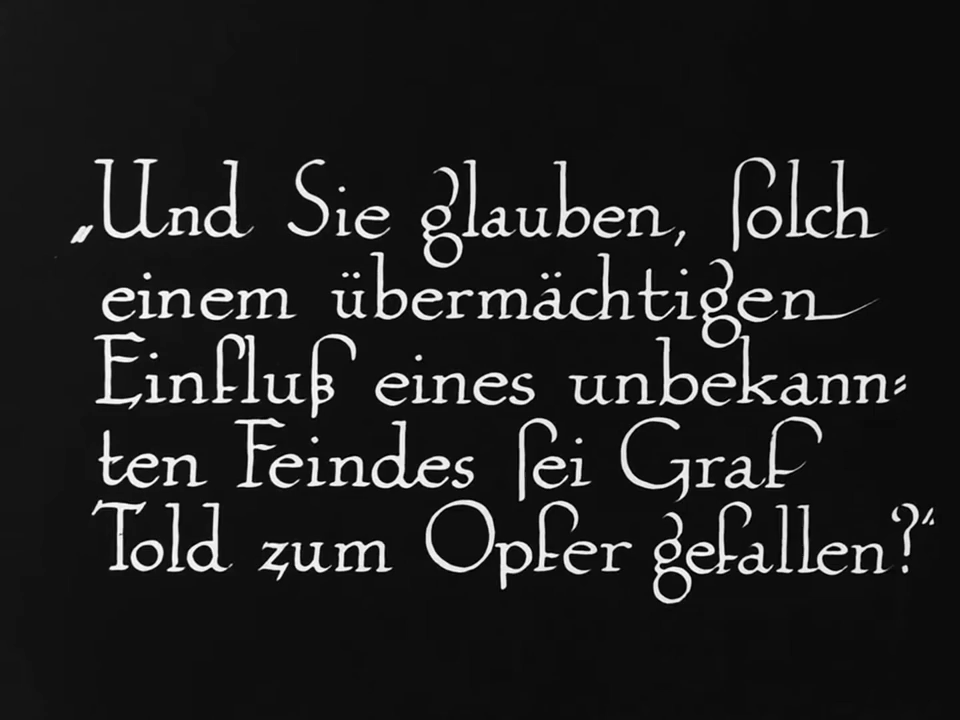 „Und Sie glauben, ſolch
einem übermächtigen
Einfluß eines unbekann⸗
ten Feindes ſei Graf
Told zum Opfer gefallen?“